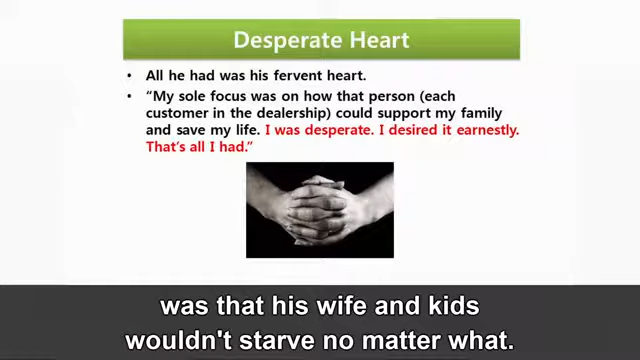 Desperate Heart
• All he had was his fervent heart.
• “My sole focus was on how that person (each
customer in the dealership) could support my family
and save my life. I was desperate. I desired it earnestly.
That’s all I had.”
was that his wife and kids
wouldn't starve no matter what.